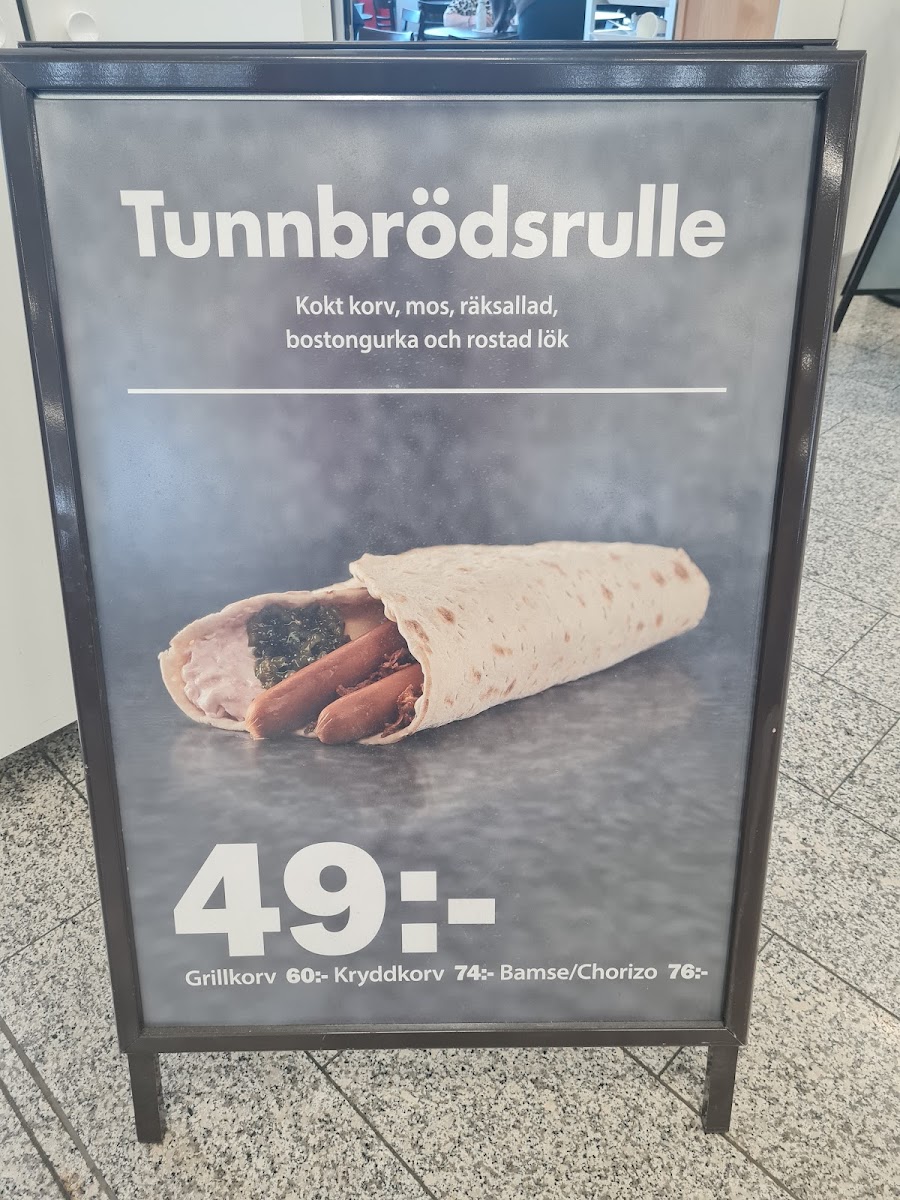 Tunnbrödsrulle
Kokt korv, mos, räksallad,
bostongurka och rostad lök
49:-
Grillkorv 60:- Kryddkorv 74:- Bamse/Chorizo 76:-